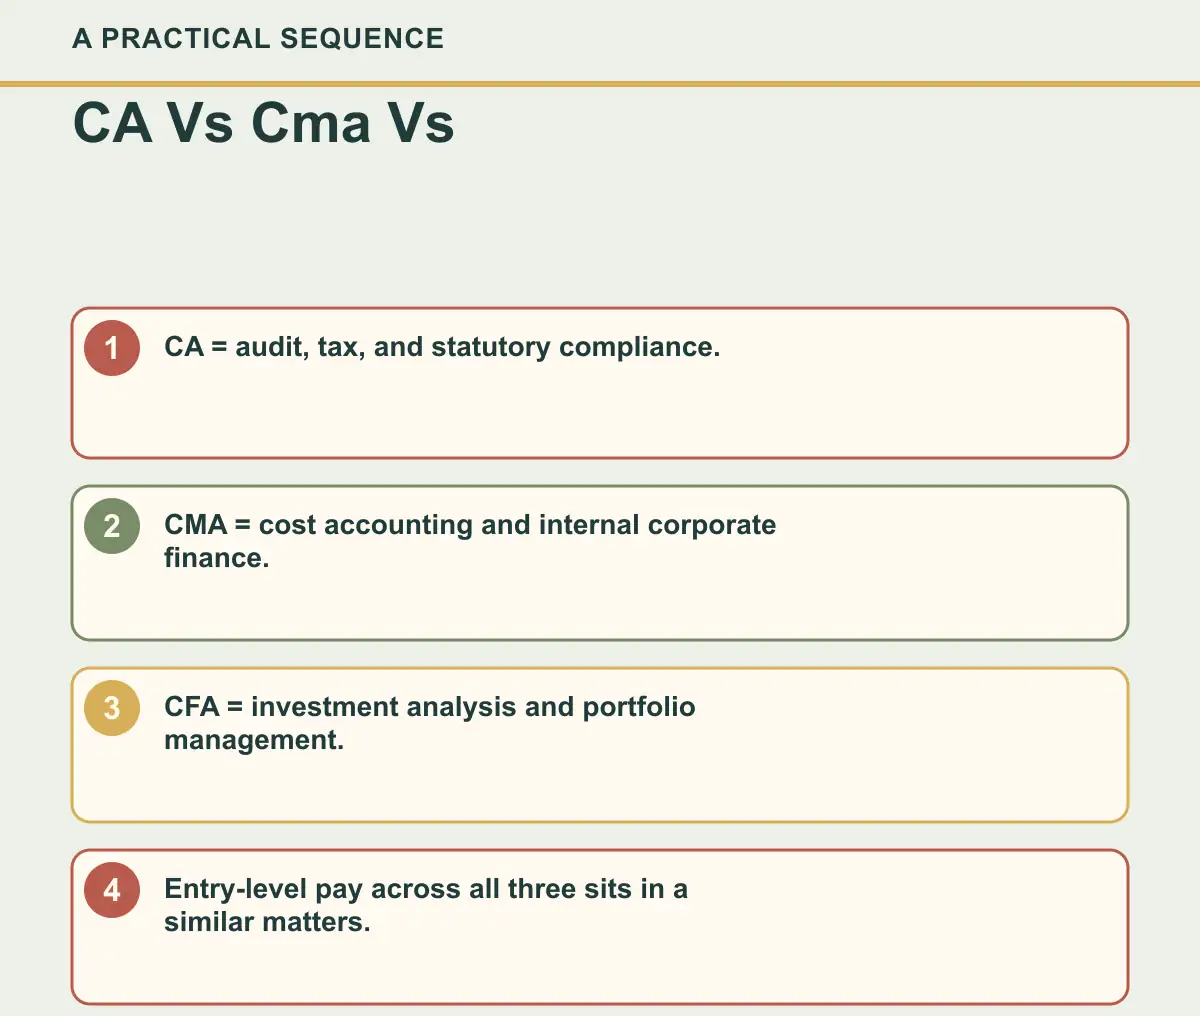 A PRACTICAL SEQUENCE
CA Vs Cma Vs
1
CA = audit, tax, and statutory compliance.
2
CMA = cost accounting and internal corporate
finance.
3
CFA = investment analysis and portfolio
management.
4
Entry-level pay across all three sits in a
similar matters.